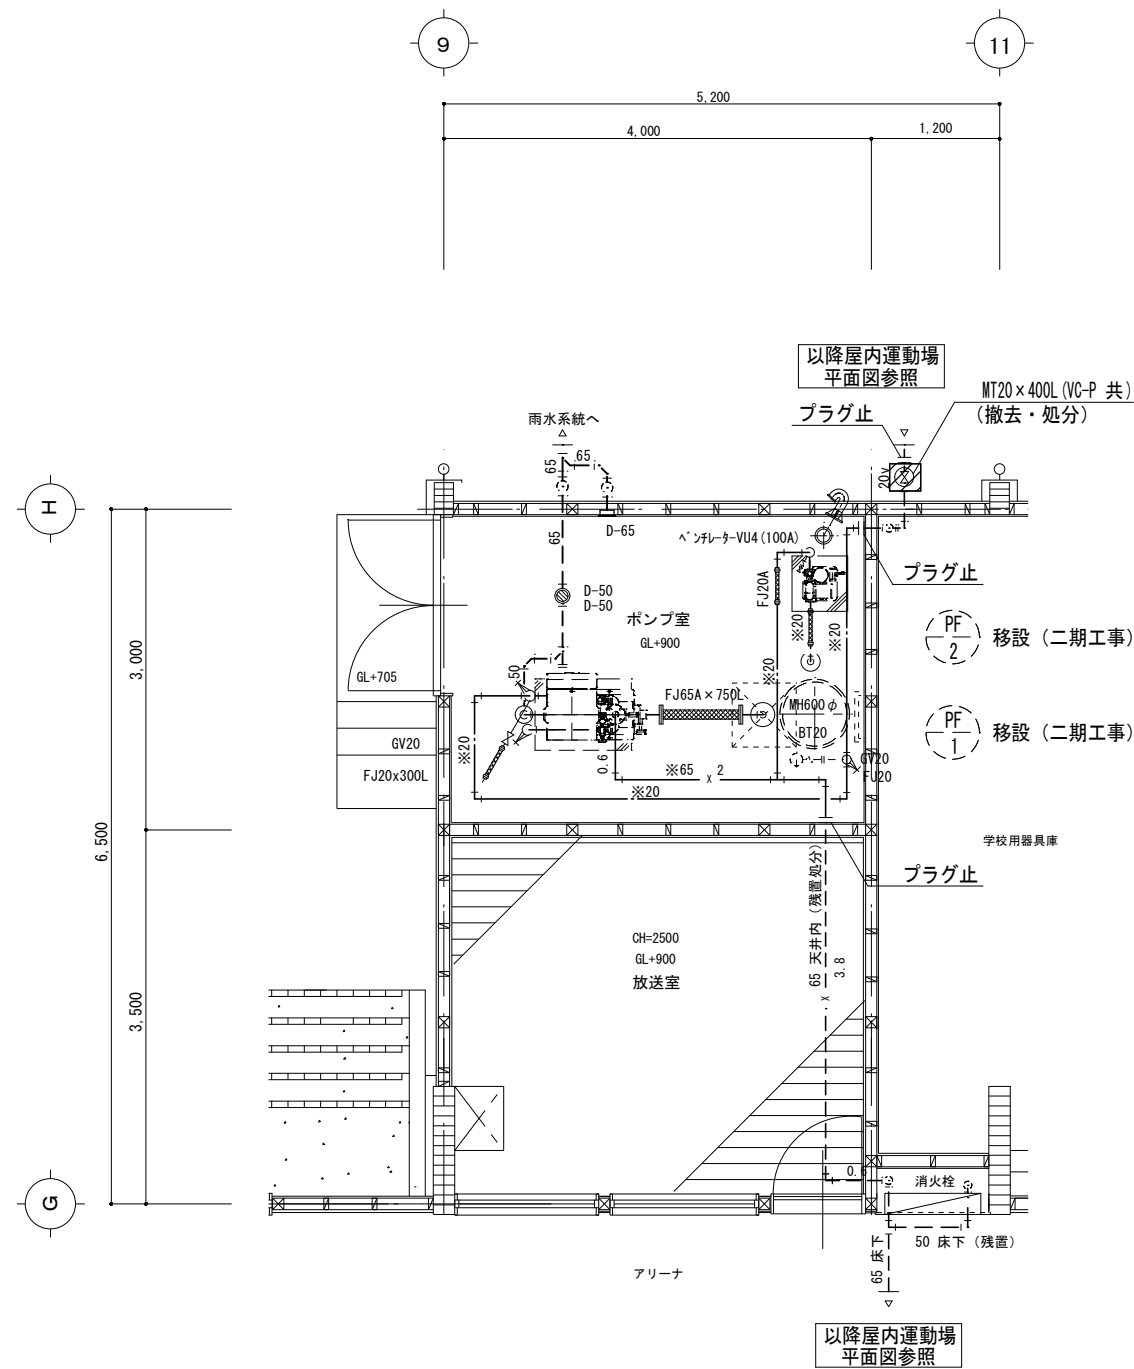 9
11
5,200
4,000
1,200
以降屋内運動場
平面図参照
MT20×400L(VC-P 共)
(撤去・処分)
プラグ止
雨水系統へ
65
65
20v
H
D-65
ベンチレーター-VU4(100A)
65
プラグ止
D-50
D-50
FJ20A
ポンプ室
GL+900
※20
※20
PF
2
移設（二期工事）
3,000
GL+705
50
※20
FJ65A×750L
MH600φ
BT20
PF
1
移設（二期工事）
GV20
※20
GV20
FJ20
FJ20x300L
0.6
※65
x
2
※20
6,500
学校用器具庫
プラグ止
65 天井内（残置処分）
CH=2500
GL+900
放送室
3.8
x
3,500
0.6
消火栓
G
50 床下（残置）
65 床下
アリーナ
以降屋内運動場
平面図参照